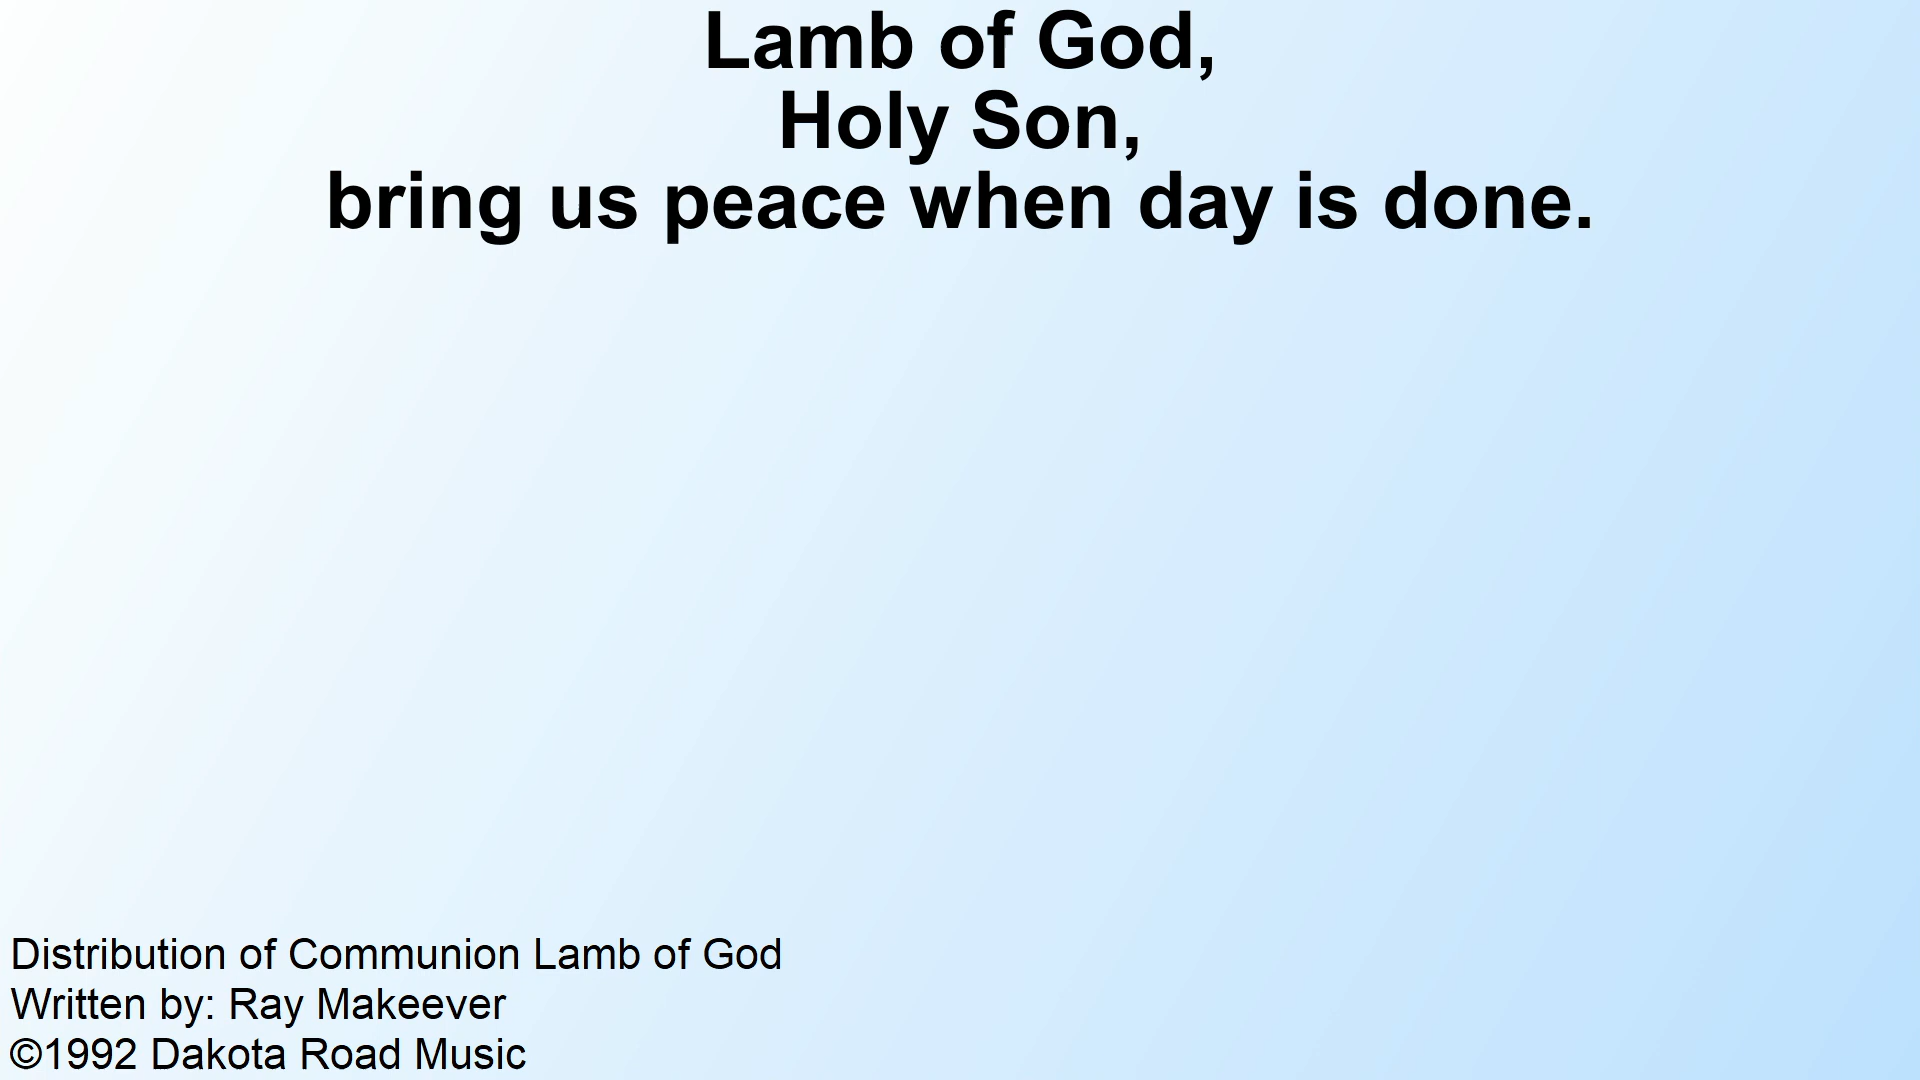 Lamb of God,
Holy Son,
bring us peace when day is done.
Distribution of Communion Lamb of God
Written by: Ray Makeever
©1992 Dakota Road Music